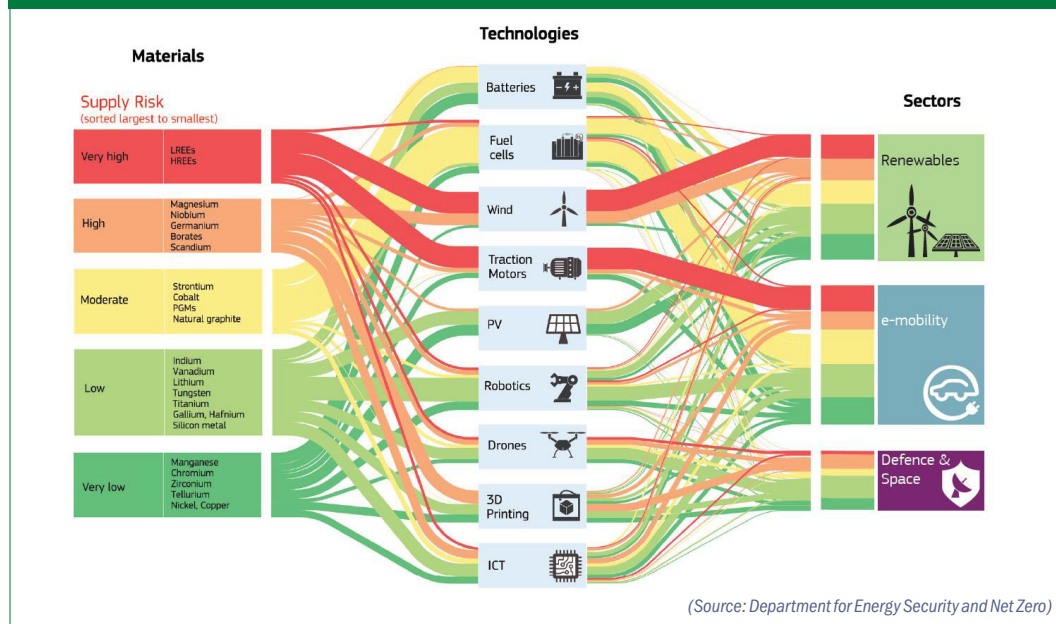 Technologies
Materials
Sectors
Supply Risk
(sorted largest to smallest)
Very high
LREEs
HREEs
High
Magnesium
Niobium
Germanium
Borates
Scandium
Moderate
Strontium
Cobalt
PGMs
Natural graphite
Low
Indium
Vanadium
Lithium
Tungsten
Titanium
Gallium, Hafnium
Silicon metal
Very low
Manganese
Chromium
Zirconium
Tellurium
Nickel, Copper
Batteries
Fuel
cells
Wind
Traction
Motors
PV
Robotics
Drones
3D
Printing
ICT
Renewables
e-mobility
Defence &
Space
(Source: Department for Energy Security and Net Zero)